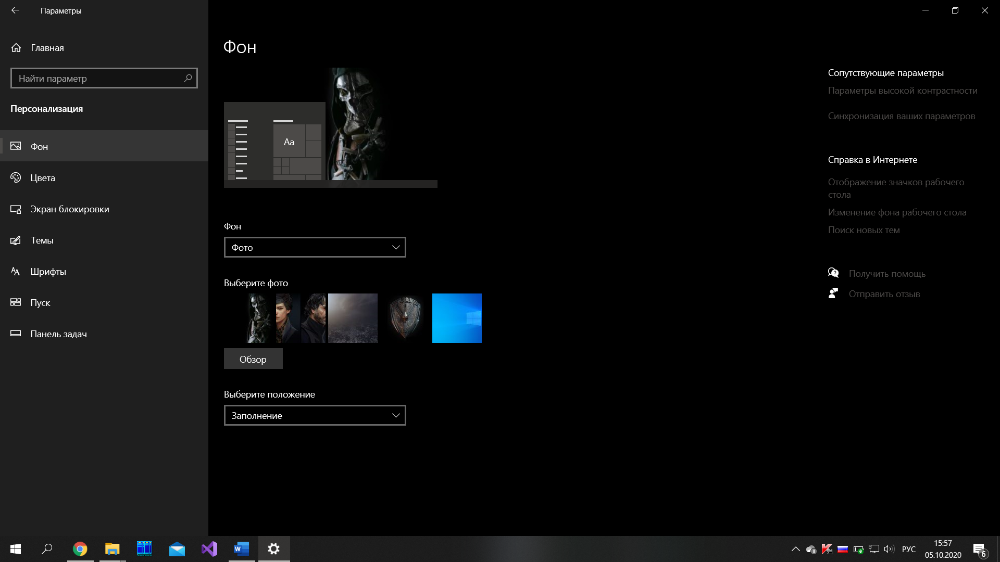 Параметры
Главная
Найти параметр
Персонализация
Фон
Цвета
Экран блокировки
Темы
Шрифты
Пуск
Панель задач
Фон
Aa
Фон
Фото
Выберите фото
Обзор
Выберите положение
Заполнение
Сопутствующие параметры
Параметры высокой контрастности
Синхронизация ваших параметров
Справка в Интернете
Отображение значков рабочего
стола
Изменение фона рабочего стола
Поиск новых тем
Получить помощь
Отправить отзыв
РУС
15:57
05.10.2020
6